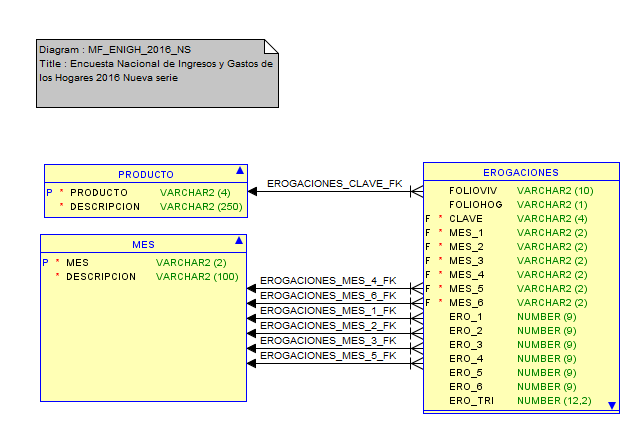 Diagram : MF_ENIGH_2016_NS
Title : Encuesta Nacional de Ingresos y Gastos de
los Hogares 2016 Nueva serie
PRODUCTO
P * PRODUCTO VARCHAR2 (4)
* DESCRIPCION VARCHAR2 (250)
MES
P * MES VARCHAR2 (2)
* DESCRIPCION VARCHAR2 (100)
EROGACIONES_CLAVE_FK
EROGACIONES_MES_4_FK
EROGACIONES_MES_6_FK
EROGACIONES_MES_1_FK
EROGACIONES_MES_2_FK
EROGACIONES_MES_3_FK
EROGACIONES_MES_5_FK
EROGACIONES
FOLIOVIV VARCHAR2 (10)
FOLIOHOG VARCHAR2 (1)
F * CLAVE VARCHAR2 (4)
F * MES_1 VARCHAR2 (2)
F * MES_2 VARCHAR2 (2)
F * MES_3 VARCHAR2 (2)
F * MES_4 VARCHAR2 (2)
F * MES_5 VARCHAR2 (2)
F * MES_6 VARCHAR2 (2)
ERO_1 NUMBER (9)
ERO_2 NUMBER (9)
ERO_3 NUMBER (9)
ERO_4 NUMBER (9)
ERO_5 NUMBER (9)
ERO_6 NUMBER (9)
ERO_TRI NUMBER (12,2)